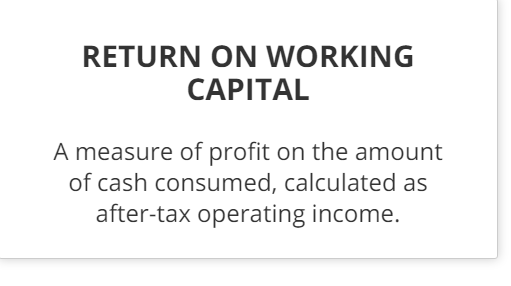 RETURN ON WORKING
CAPITAL
A measure of profit on the amount
of cash consumed, calculated as
after-tax operating income.